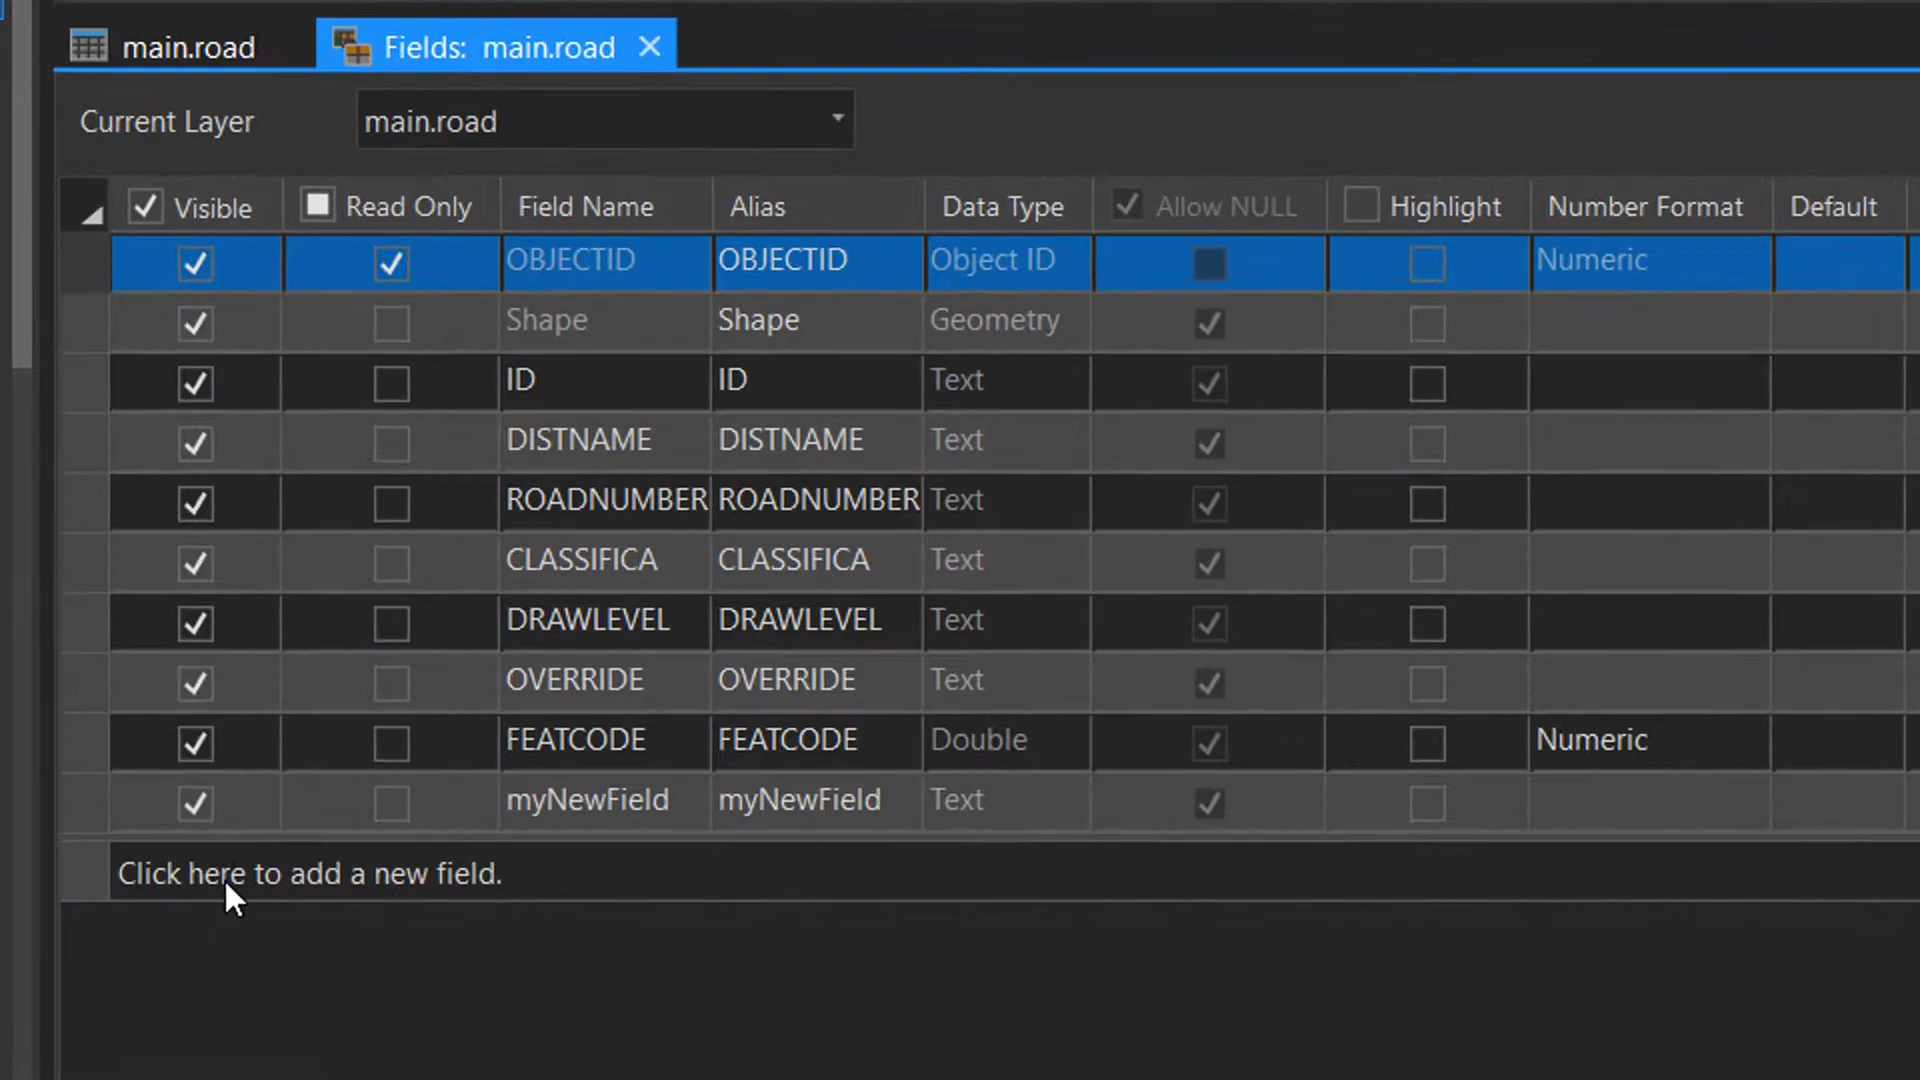 main.road
Fields: main.road
Current Layer main.road
Visible Read Only Field Name Alias Data Type Allow NULL Highlight Number Format Default
OBJECTID OBJECTID Object ID Numeric
Shape Shape Geometry
ID ID Text
DISTNAME DISTNAME Text
ROADNUMBER ROADNUMBER Text
CLASSIFICA CLASSIFICA Text
DRAWLEVEL DRAWLEVEL Text
OVERRIDE OVERRIDE Text
FEATCODE FEATCODE Double Numeric
myNewField myNewField Text
Click here to add a new field.